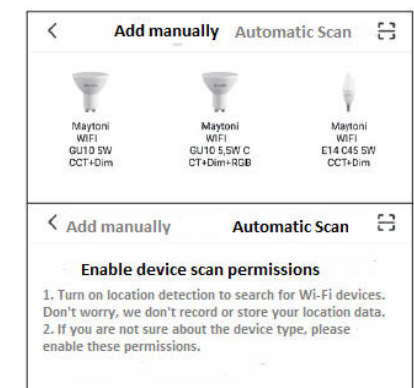 Add manually Automatic Scan
Maytoni WIFI GU10 5W CCT+Dim
Maytoni WIFI GU10 5,5W C CT+Dim+RGB
Maytoni WIFI E14 C45 5W CCT+Dim
Add manually Automatic Scan
Enable device scan permissions
1. Turn on location detection to search for Wi-Fi devices.
Don't worry, we don't record or store your location data.
2. If you are not sure about the device type, please
enable these permissions.